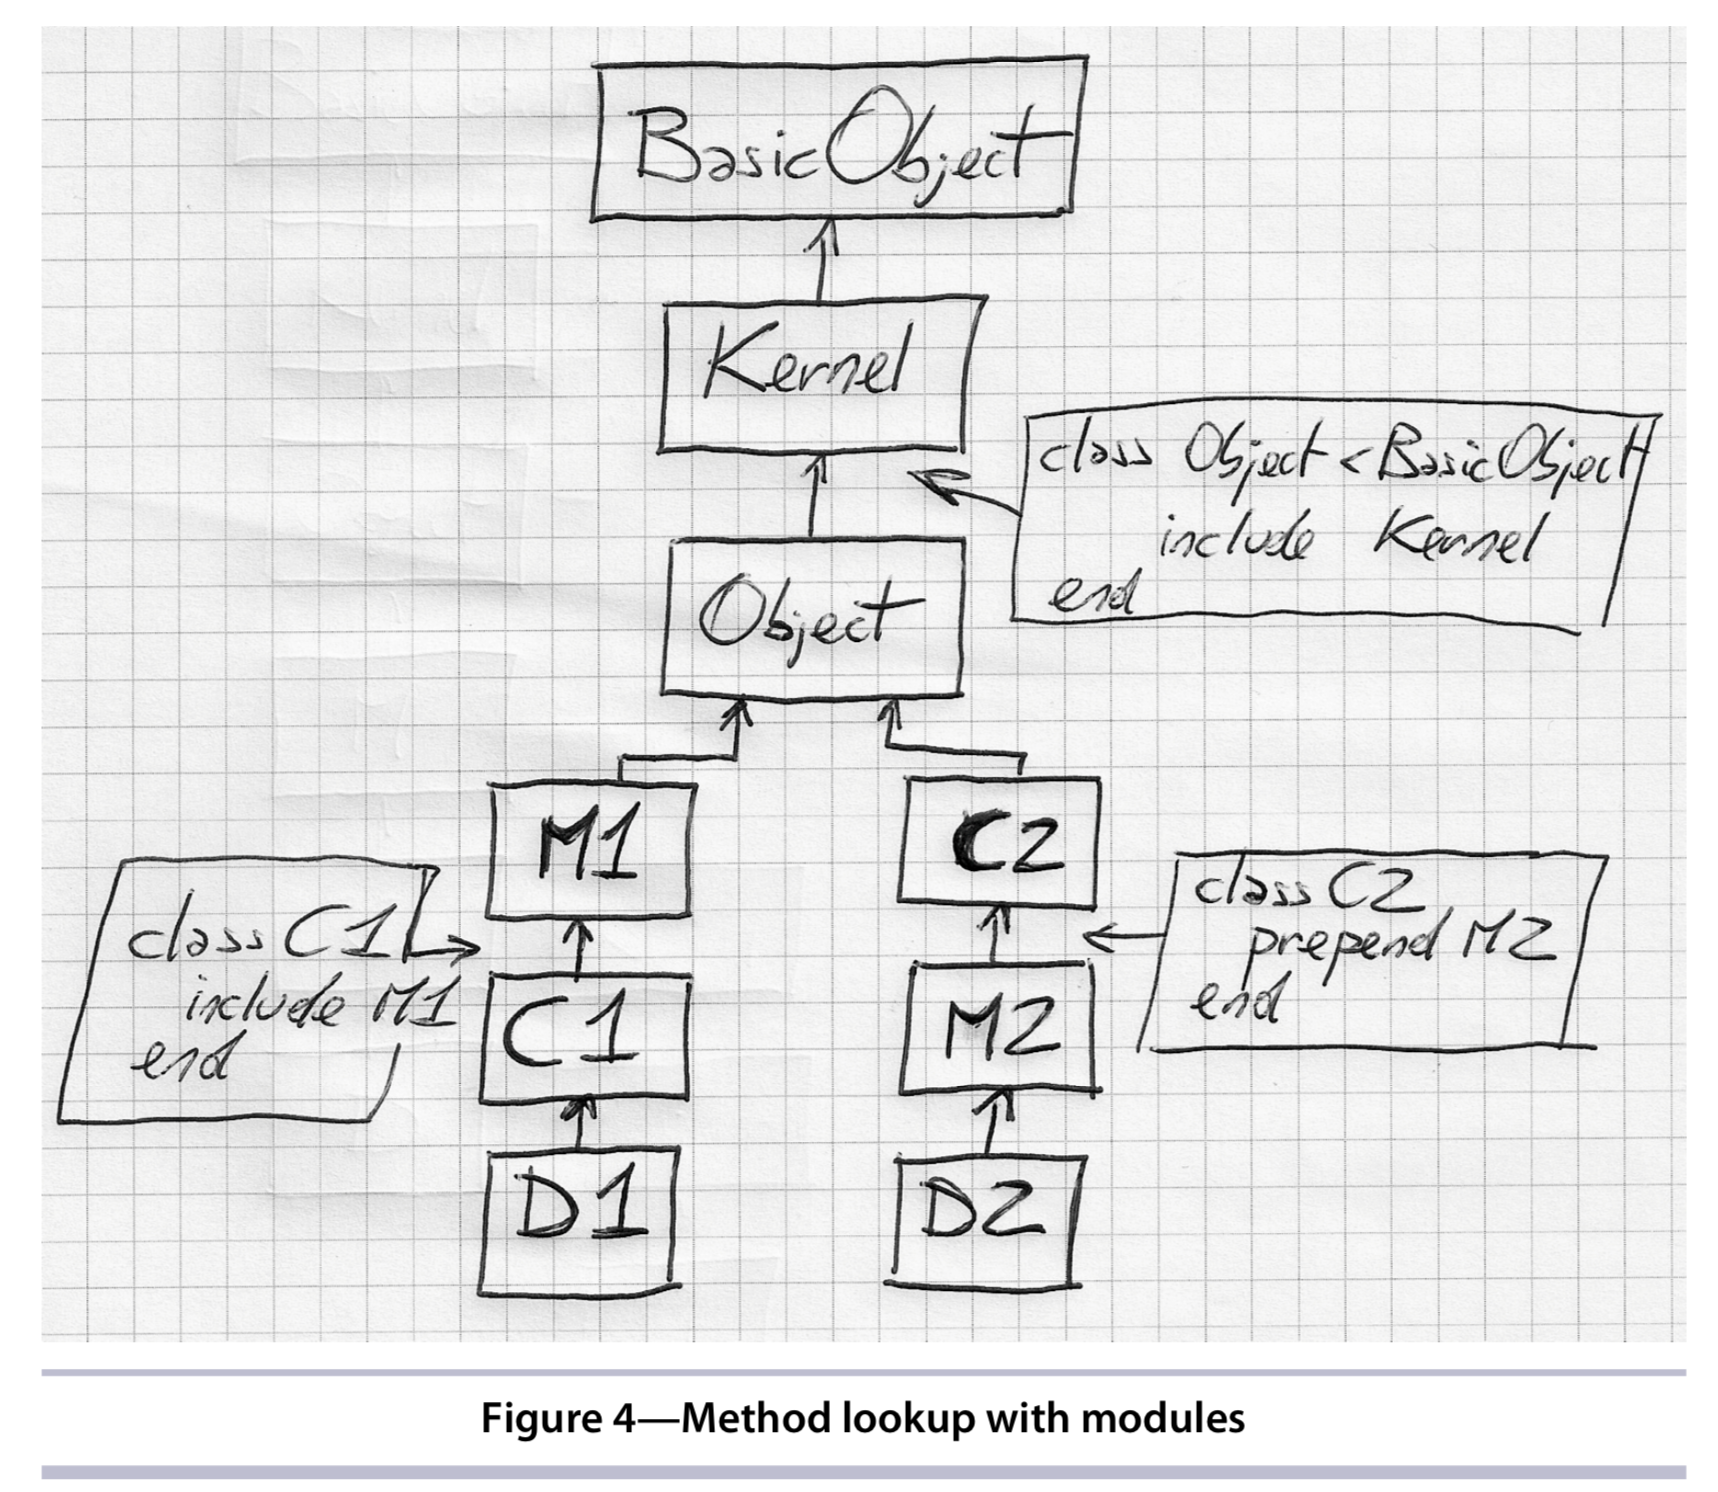 BasicObject
Kernel
class Object < BasicObject
include Kernel
end
Object
M1
C2
class C1
include M1
end
class C2
prepend M2
end
C1
M2
D1
D2
Figure 4—Method lookup with modules